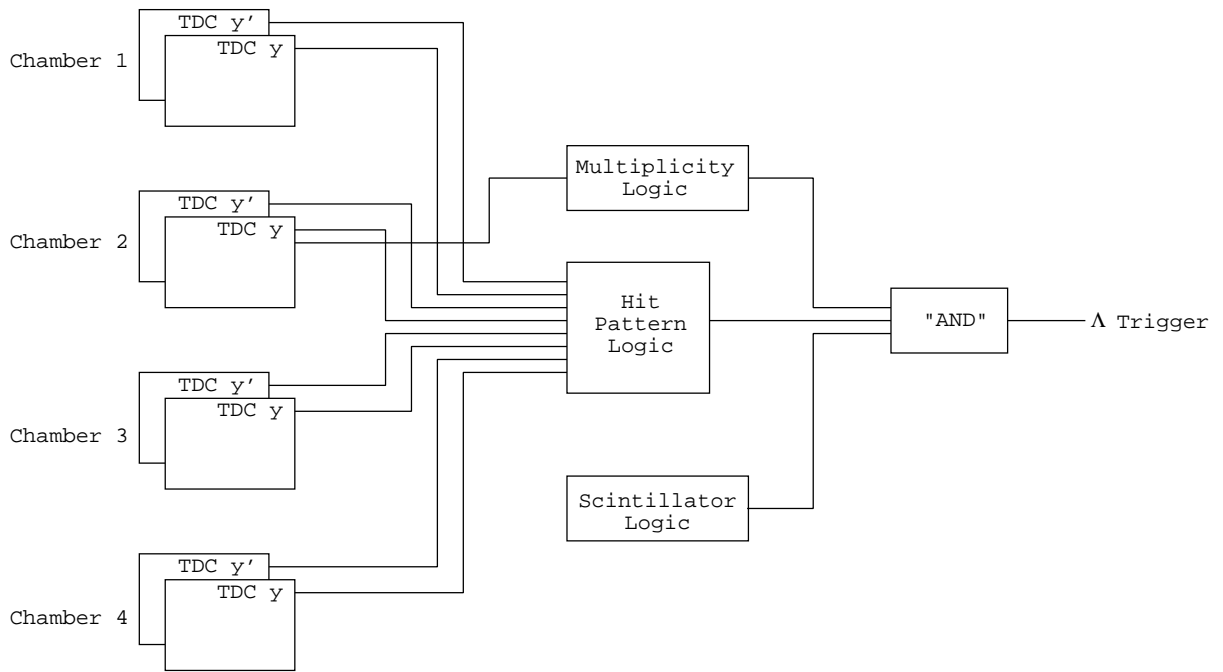 TDC y'
TDC y
Chamber 1
Multiplicity
Logic
TDC y'
TDC y
Chamber 2
Hit
Pattern
Logic
"AND"
Λ Trigger
TDC y'
TDC y
Chamber 3
Scintillator
Logic
TDC y'
TDC y
Chamber 4